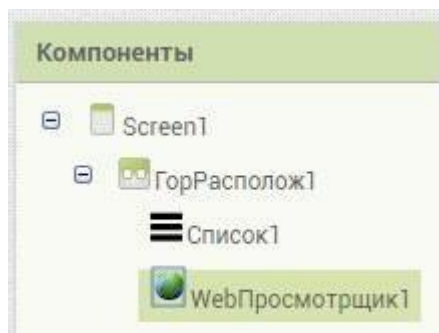 Компоненты
Screen1
ГорРасполож1
Список1
WebПросмотрщик1